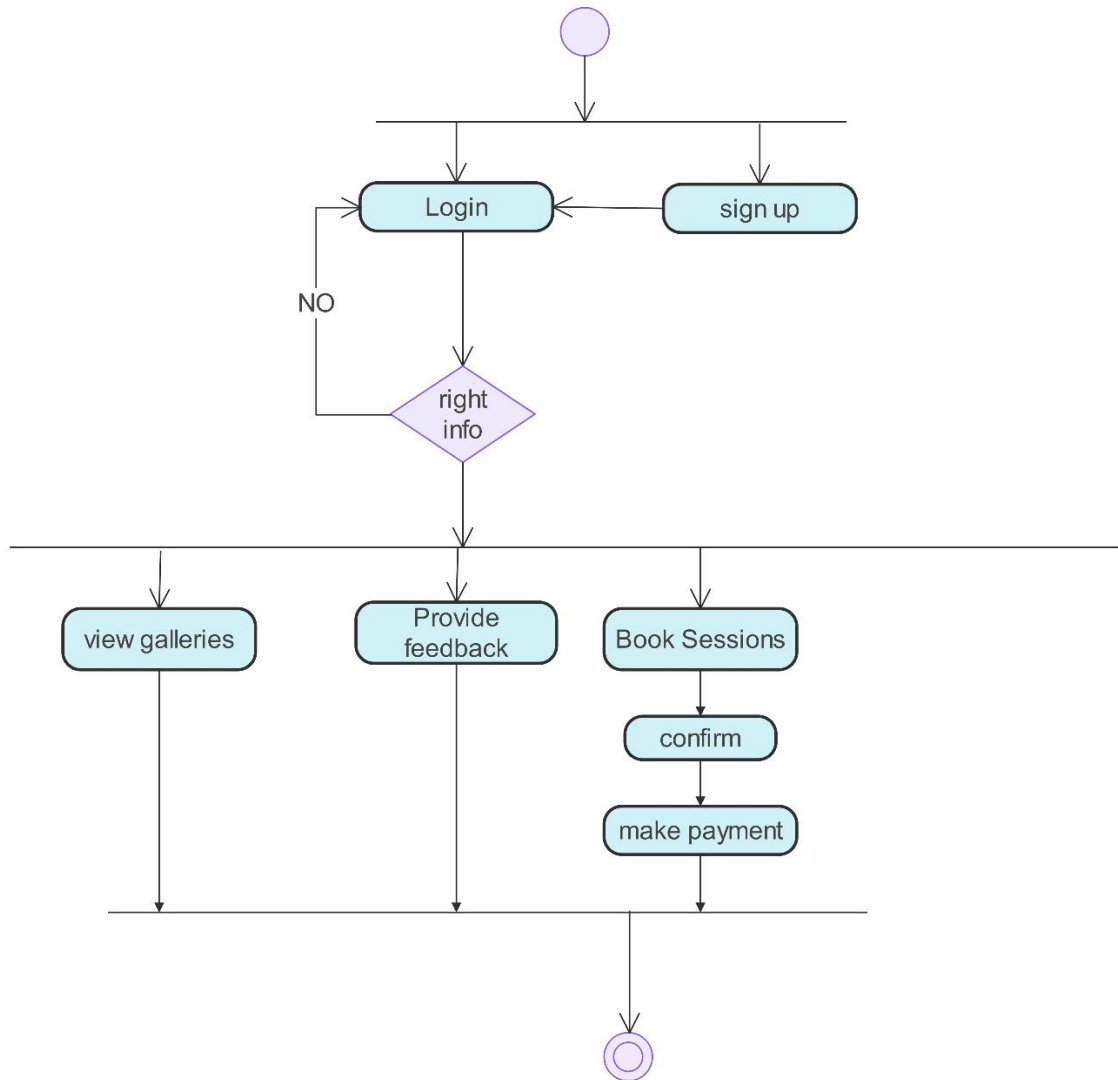 Login
sign up
NO
right
info
view galleries
Provide
feedback
Book Sessions
confirm
make payment